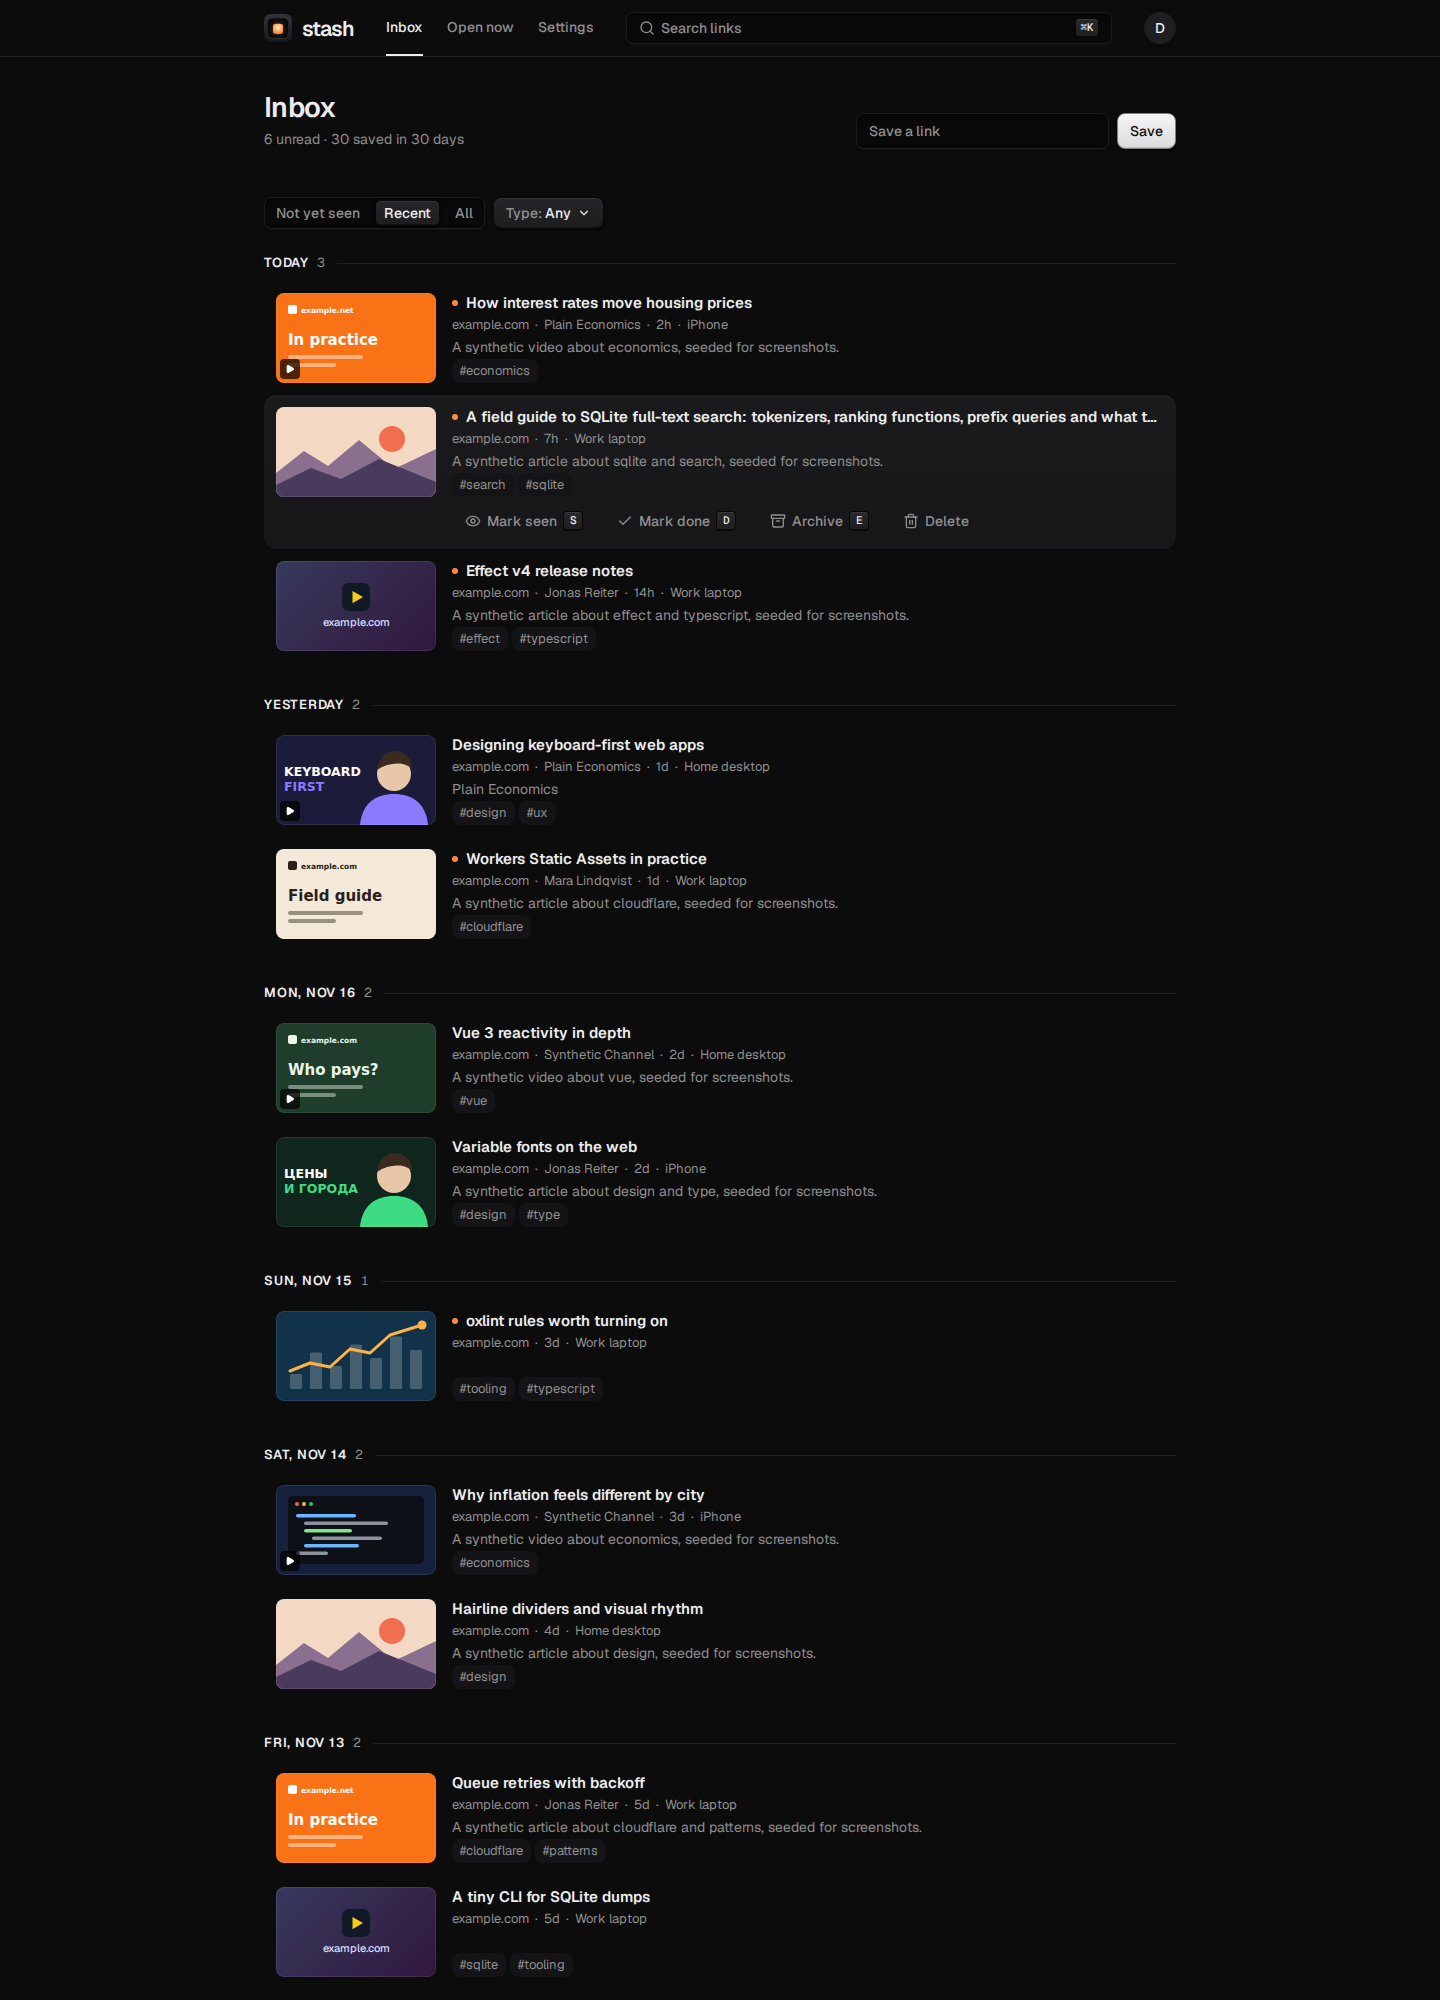 stash
Inbox
Open now
Settings
Search links
⌘K
D
Inbox
6 unread · 30 saved in 30 days
Save a link
Save
Not yet seen
Recent
All
Type: Any
TODAY 3
example.net
In practice
How interest rates move housing prices
example.com · Plain Economics · 2h · iPhone
A synthetic video about economics, seeded for screenshots.
#economics
A field guide to SQLite full-text search: tokenizers, ranking functions, prefix queries and what t…
example.com · 7h · Work laptop
A synthetic article about sqlite and search, seeded for screenshots.
#search #sqlite
Mark seen S
Mark done D
Archive E
Delete
example.com
Effect v4 release notes
example.com · Jonas Reiter · 14h · Work laptop
A synthetic article about effect and typescript, seeded for screenshots.
#effect #typescript
YESTERDAY 2
KEYBOARD
FIRST
Designing keyboard-first web apps
example.com · Plain Economics · 1d · Home desktop
Plain Economics
#design #ux
example.com
Field guide
Workers Static Assets in practice
example.com · Mara Lindqvist · 1d · Work laptop
A synthetic article about cloudflare, seeded for screenshots.
#cloudflare
MON, NOV 16 2
example.com
Who pays?
Vue 3 reactivity in depth
example.com · Synthetic Channel · 2d · Home desktop
A synthetic video about vue, seeded for screenshots.
#vue
ЦЕНЫ
И ГОРОДА
Variable fonts on the web
example.com · Jonas Reiter · 2d · iPhone
A synthetic article about design and type, seeded for screenshots.
#design #type
SUN, NOV 15 1
oxlint rules worth turning on
example.com · 3d · Work laptop
#tooling #typescript
SAT, NOV 14 2
Why inflation feels different by city
example.com · Synthetic Channel · 3d · iPhone
A synthetic video about economics, seeded for screenshots.
#economics
Hairline dividers and visual rhythm
example.com · 4d · Home desktop
A synthetic article about design, seeded for screenshots.
#design
FRI, NOV 13 2
example.net
In practice
Queue retries with backoff
example.com · Jonas Reiter · 5d · Work laptop
A synthetic article about cloudflare and patterns, seeded for screenshots.
#cloudflare #patterns
example.com
A tiny CLI for SQLite dumps
example.com · 5d · Work laptop
#sqlite #tooling